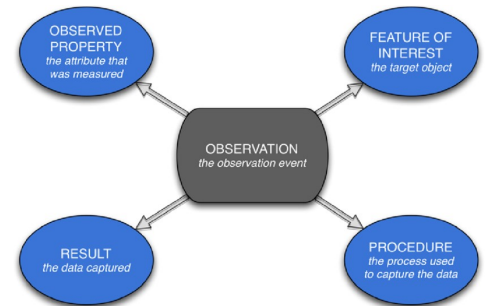 OBSERVED
PROPERTY
the attribute that
was measured
FEATURE OF
INTEREST
the target object
OBSERVATION
the observation event
RESULT
the data captured
PROCEDURE
the process used
to capture the data